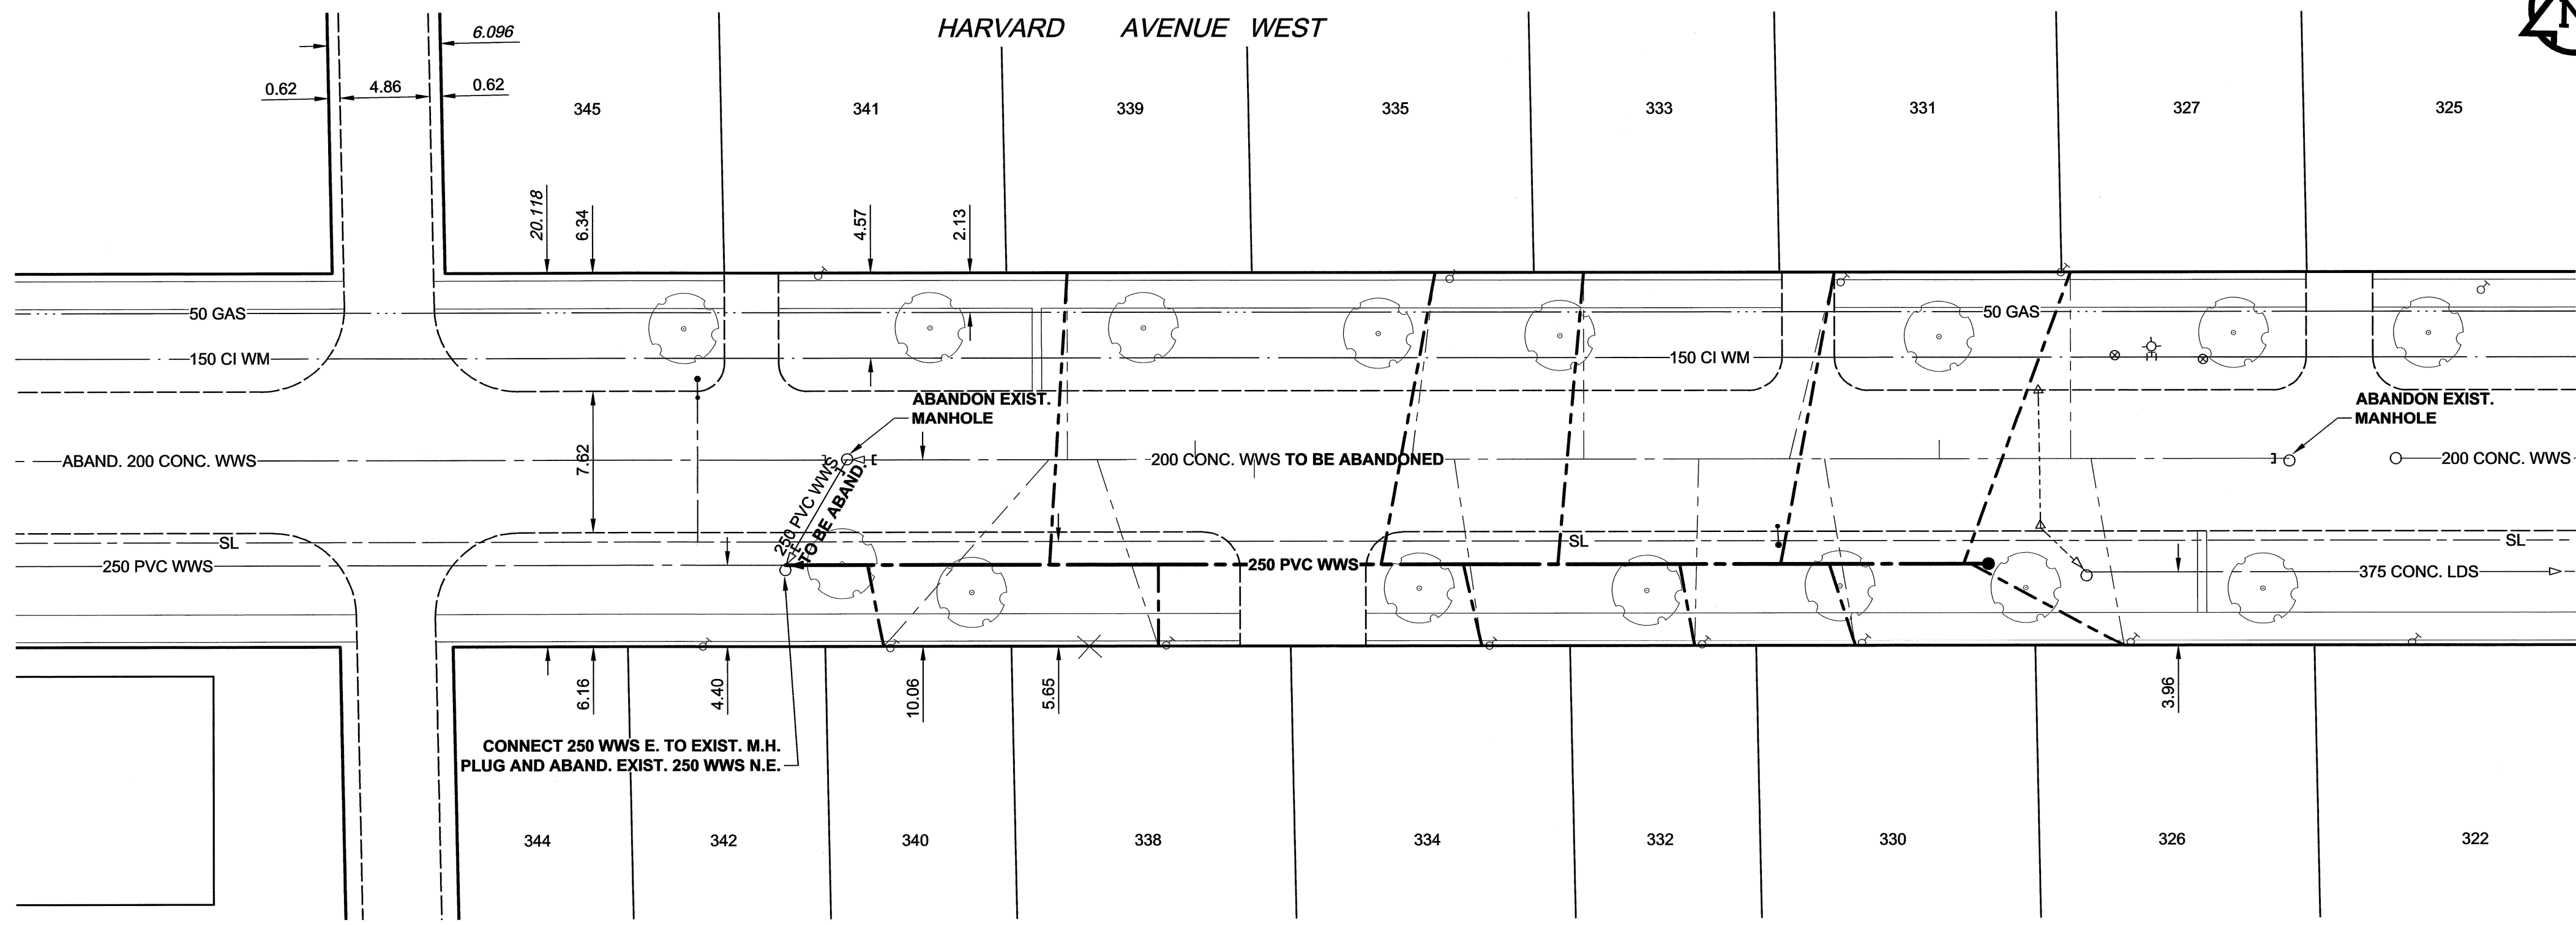 HARVARD AVENUE WEST
N
6.096
0.62
4.86
0.62
345
341
339
335
333
331
327
325
20.118
6.34
4.57
2.13
50 GAS
50 GAS
150 CI WM
150 CI WM
ABANDON EXIST.
MANHOLE
ABANDON EXIST.
MANHOLE
7.62
ABAND. 200 CONC. WWS
200 CONC. WWS TO BE ABANDONED
200 CONC. WWS
250 PVC WWS
TO BE ABAND.
SL
SL
SL
250 PVC WWS
250 PVC WWS
375 CONC. LDS
6.16
4.40
10.06
5.65
3.96
CONNECT 250 WWS E. TO EXIST. M.H.
PLUG AND ABAND. EXIST. 250 WWS N.E.
344
342
340
338
334
332
330
326
322